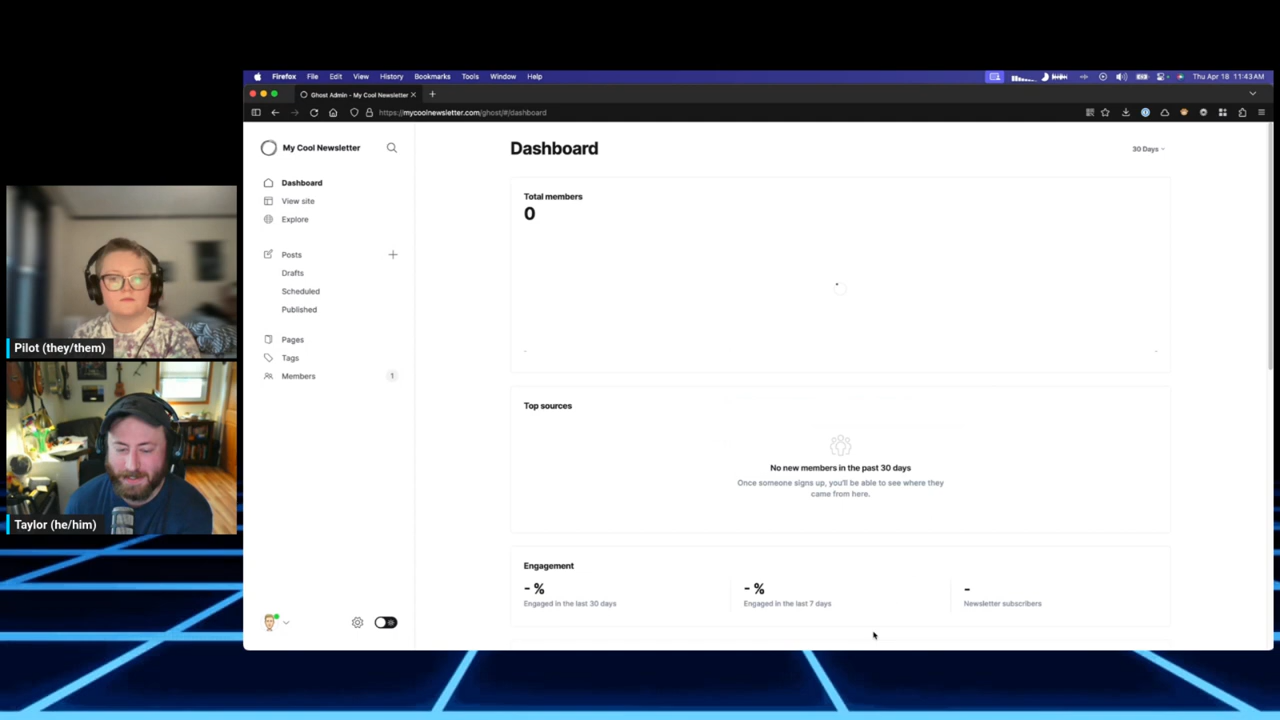 Firefox File Edit View History Bookmarks Tools Window Help
Thu Apr 18 11:43 AM
Ghost Admin - My Cool Newsletter
https://mycoolnewsletter.com/ghost/#/dashboard
My Cool Newsletter
Dashboard
View site
Explore
Posts
Drafts
Scheduled
Published
Pages
Tags
Members 1
Dashboard
30 Days
Total members
0
-
-
Top sources
No new members in the past 30 days
Once someone signs up, you'll be able to see where they
came from here.
Engagement
- %
Engaged in the last 30 days
- %
Engaged in the last 7 days
-
Newsletter subscribers
Pilot (they/them)
Taylor (he/him)